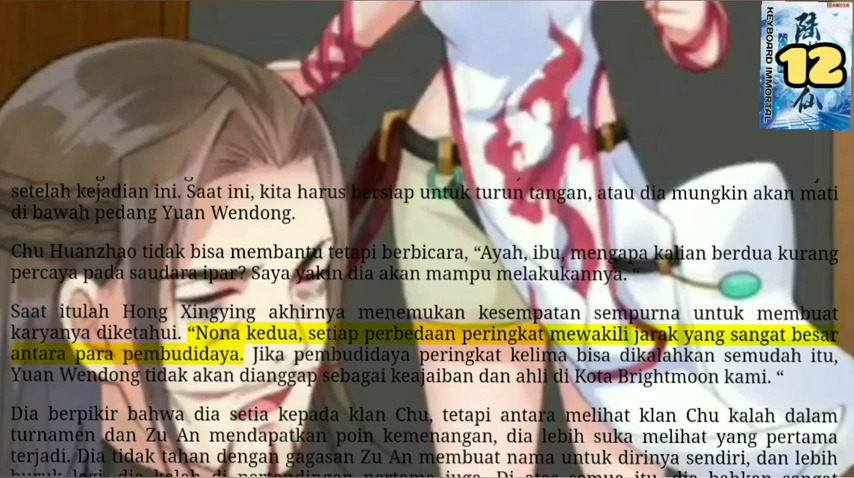 KEYBOARD IMMORTAL
12
setelah kejadian ini. Saat ini, kita harus bersiap untuk turun tangan, atau dia mungkin akan mati
di bawah pedang Yuan Wendong.
Chu Huanzhao tidak bisa membantu tetapi berbicara, “Ayah, ibu, mengapa kalian berdua kurang
percaya pada saudara ipar? Saya yakin dia akan mampu melakukannya. “
Saat itulah Hong Xingying akhirnya menemukan kesempatan sempurna untuk membuat
karyanya diketahui. “Nona kedua, setiap perbedaan peringkat mewakili jarak yang sangat besar
antara para pembudidaya. Jika pembudidaya peringkat kelima bisa dikalahkan semudah itu,
Yuan Wendong tidak akan dianggap sebagai keajaiban dan ahli di Kota Brightmoon kami. “
Dia berpikir bahwa dia setia kepada klan Chu, tetapi antara melihat klan Chu kalah dalam
turnamen dan Zu An mendapatkan poin kemenangan, dia lebih suka melihat yang pertama
terjadi. Dia tidak tahan dengan gagasan Zu An membuat nama untuk dirinya sendiri, dan lebih